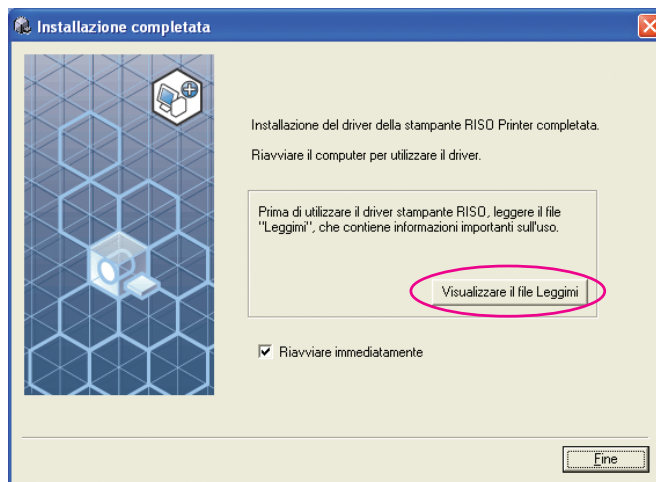 Installazione completata
Installazione del driver della stampante RISO Printer completata.
Riavviare il computer per utilizzare il driver.
Prima di utilizzare il driver stampante RISO, leggere il file
"Leggimi", che contiene informazioni importanti sull'uso.
Visualizzare il file Leggimi
Riavviare immediatamente
Fine